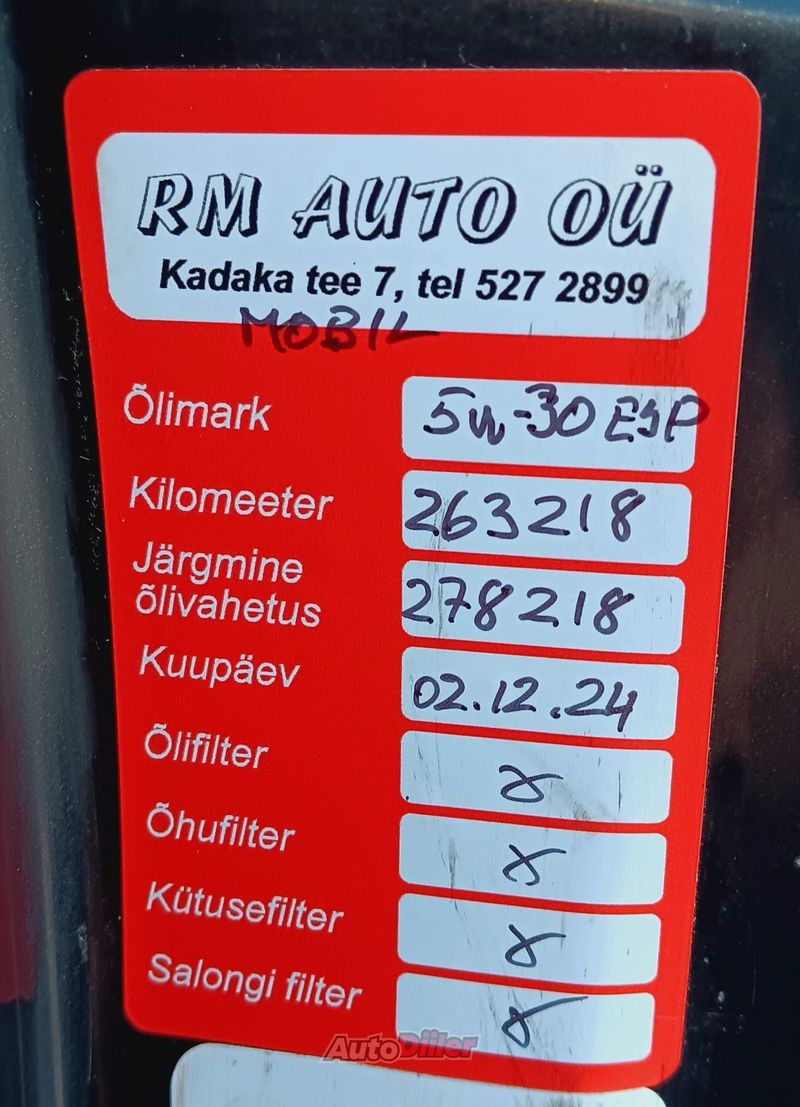 RM AUTO OÜ
Kadaka tee 7, tel 527 2899
MOBIL
Õlimark 5W-30 ESP
Kilomeeter 263218
Järgmine
õlivahetus 278218
Kuupäev 02.12.24
Õlifilter X
Õhufilter X
Kütusefilter X
Salongi filter X
AutoDiiler